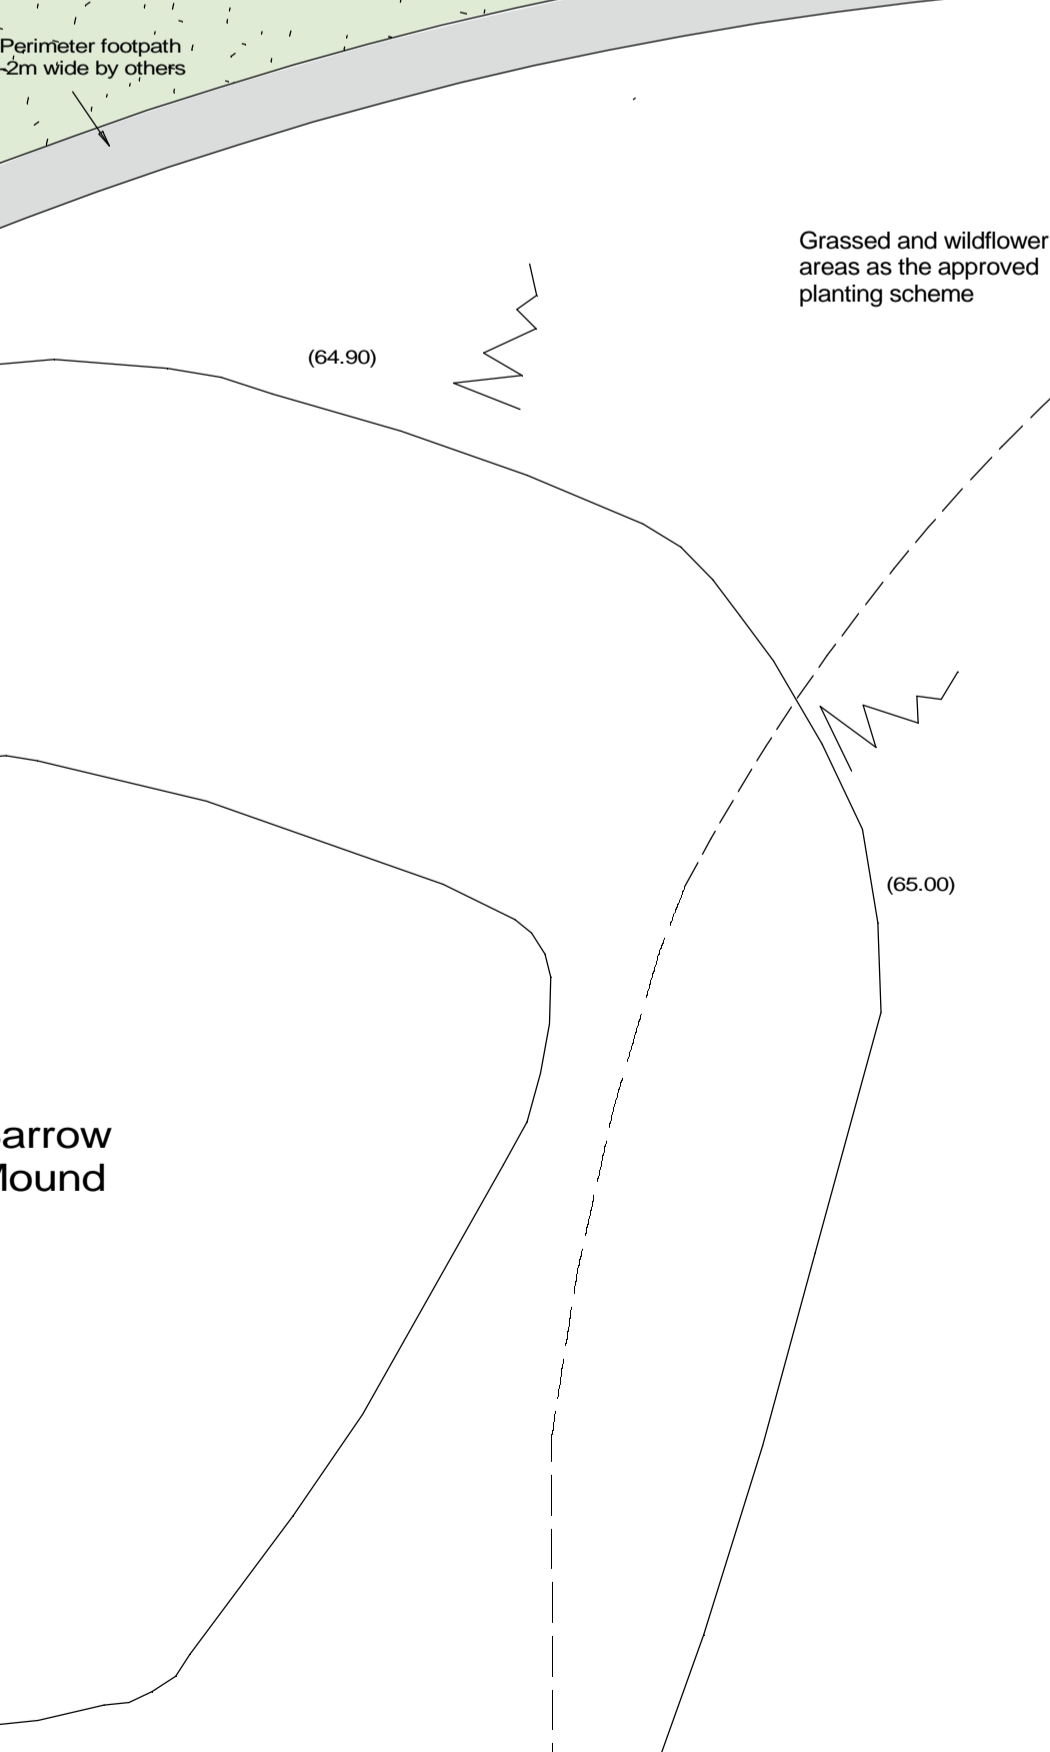 Perimeter footpath
2m wide by others
Grassed and wildflower
areas as the approved
planting scheme
(64.90)
(65.00)
arrow
ound